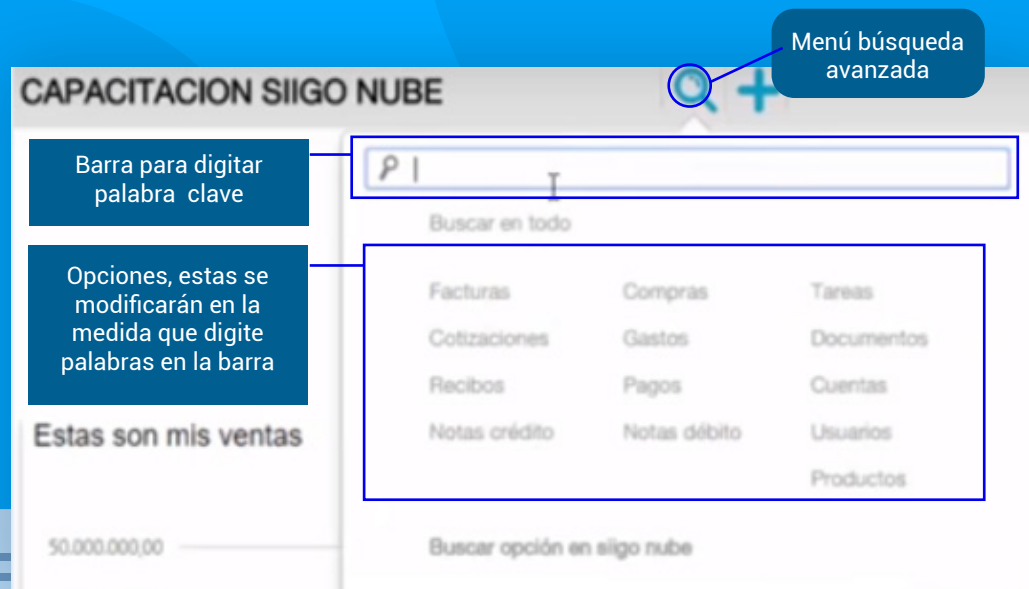 Menú búsqueda
avanzada
CAPACITACION SIIGO NUBE
Barra para digitar
palabra clave
Buscar en todo
Opciones, estas se
modificarán en la
medida que digite
palabras en la barra
Facturas Compras Tareas
Cotizaciones Gastos Documentos
Recibos Pagos Cuentas
Notas crédito Notas débito Usuarios
Productos
Estas son mis ventas
50.000.000,00
Buscar opción en siigo nube